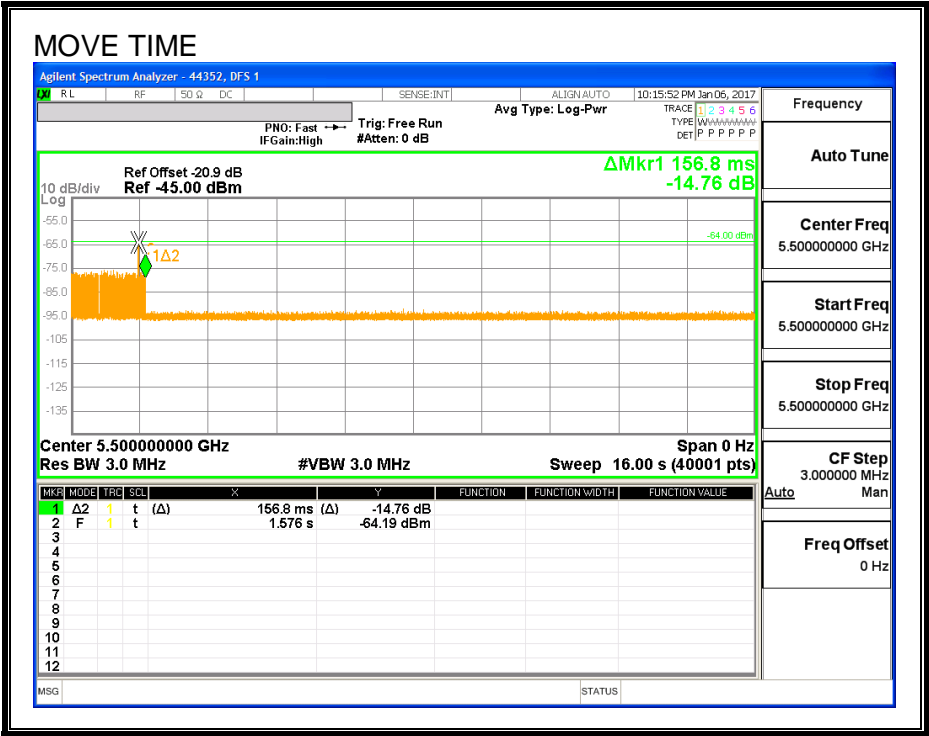 MOVE TIME
Agilent Spectrum Analyzer - 44352, DFS 1
LXI RL RF 50 Ω DC SENSE:INT ALIGNAUTO 10:15:52 PM Jan 06, 2017
PNO: Fast
IFGain:High
Trig: Free Run
#Atten: 0 dB
Avg Type: Log-Pwr
TRACE 1 2 3 4 5 6
TYPE WWWWWW
DET P P P P P P
Frequency
Auto Tune
Center Freq
5.500000000 GHz
Start Freq
5.500000000 GHz
Stop Freq
5.500000000 GHz
CF Step
3.000000 MHz
Auto Man
Freq Offset
0 Hz
ΔMkr1 156.8 ms
-14.76 dB
Ref Offset -20.9 dB
10 dB/div Ref -45.00 dBm
Log
-55.0
-65.0
-75.0
-85.0
-95.0
-105
-115
-125
-135
-64.00 dBm
1Δ2
Center 5.500000000 GHz Span 0 Hz
Res BW 3.0 MHz #VBW 3.0 MHz Sweep 16.00 s (40001 pts)
MKR MODE TRC SCL X Y FUNCTION FUNCTION WIDTH FUNCTION VALUE
1 Δ2 1 t (Δ) 156.8 ms (Δ) -14.76 dB
2 F 1 t 1.576 s -64.19 dBm
3
4
5
6
7
8
9
10
11
12
MSG STATUS